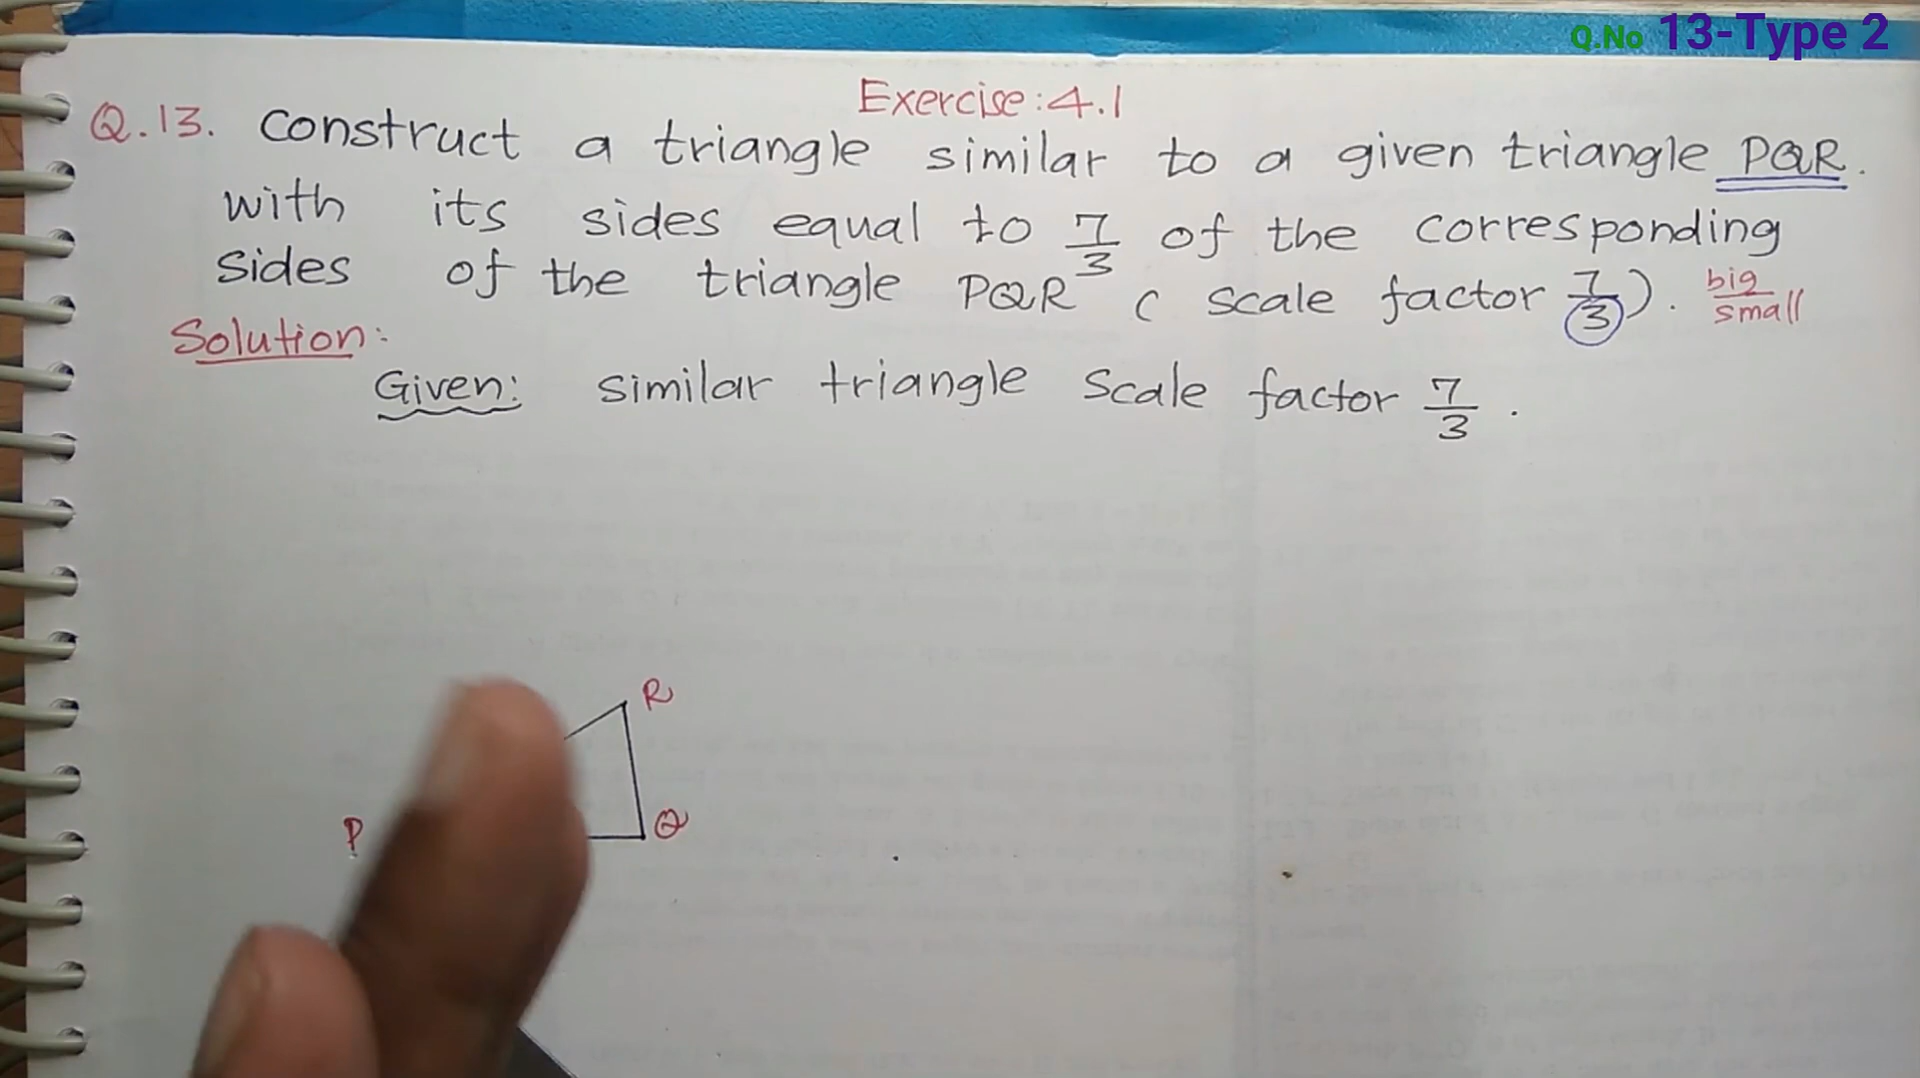 Q.No 13-Type 2
Exercise: 4.1
Q.13. Construct a triangle similar to a given triangle PQR.
with its sides equal to 7/3 of the corresponding
sides of the triangle PQR ( scale factor 7/3 ). big/small
Solution:
Given: similar triangle scale factor 7/3 .
R
P
Q